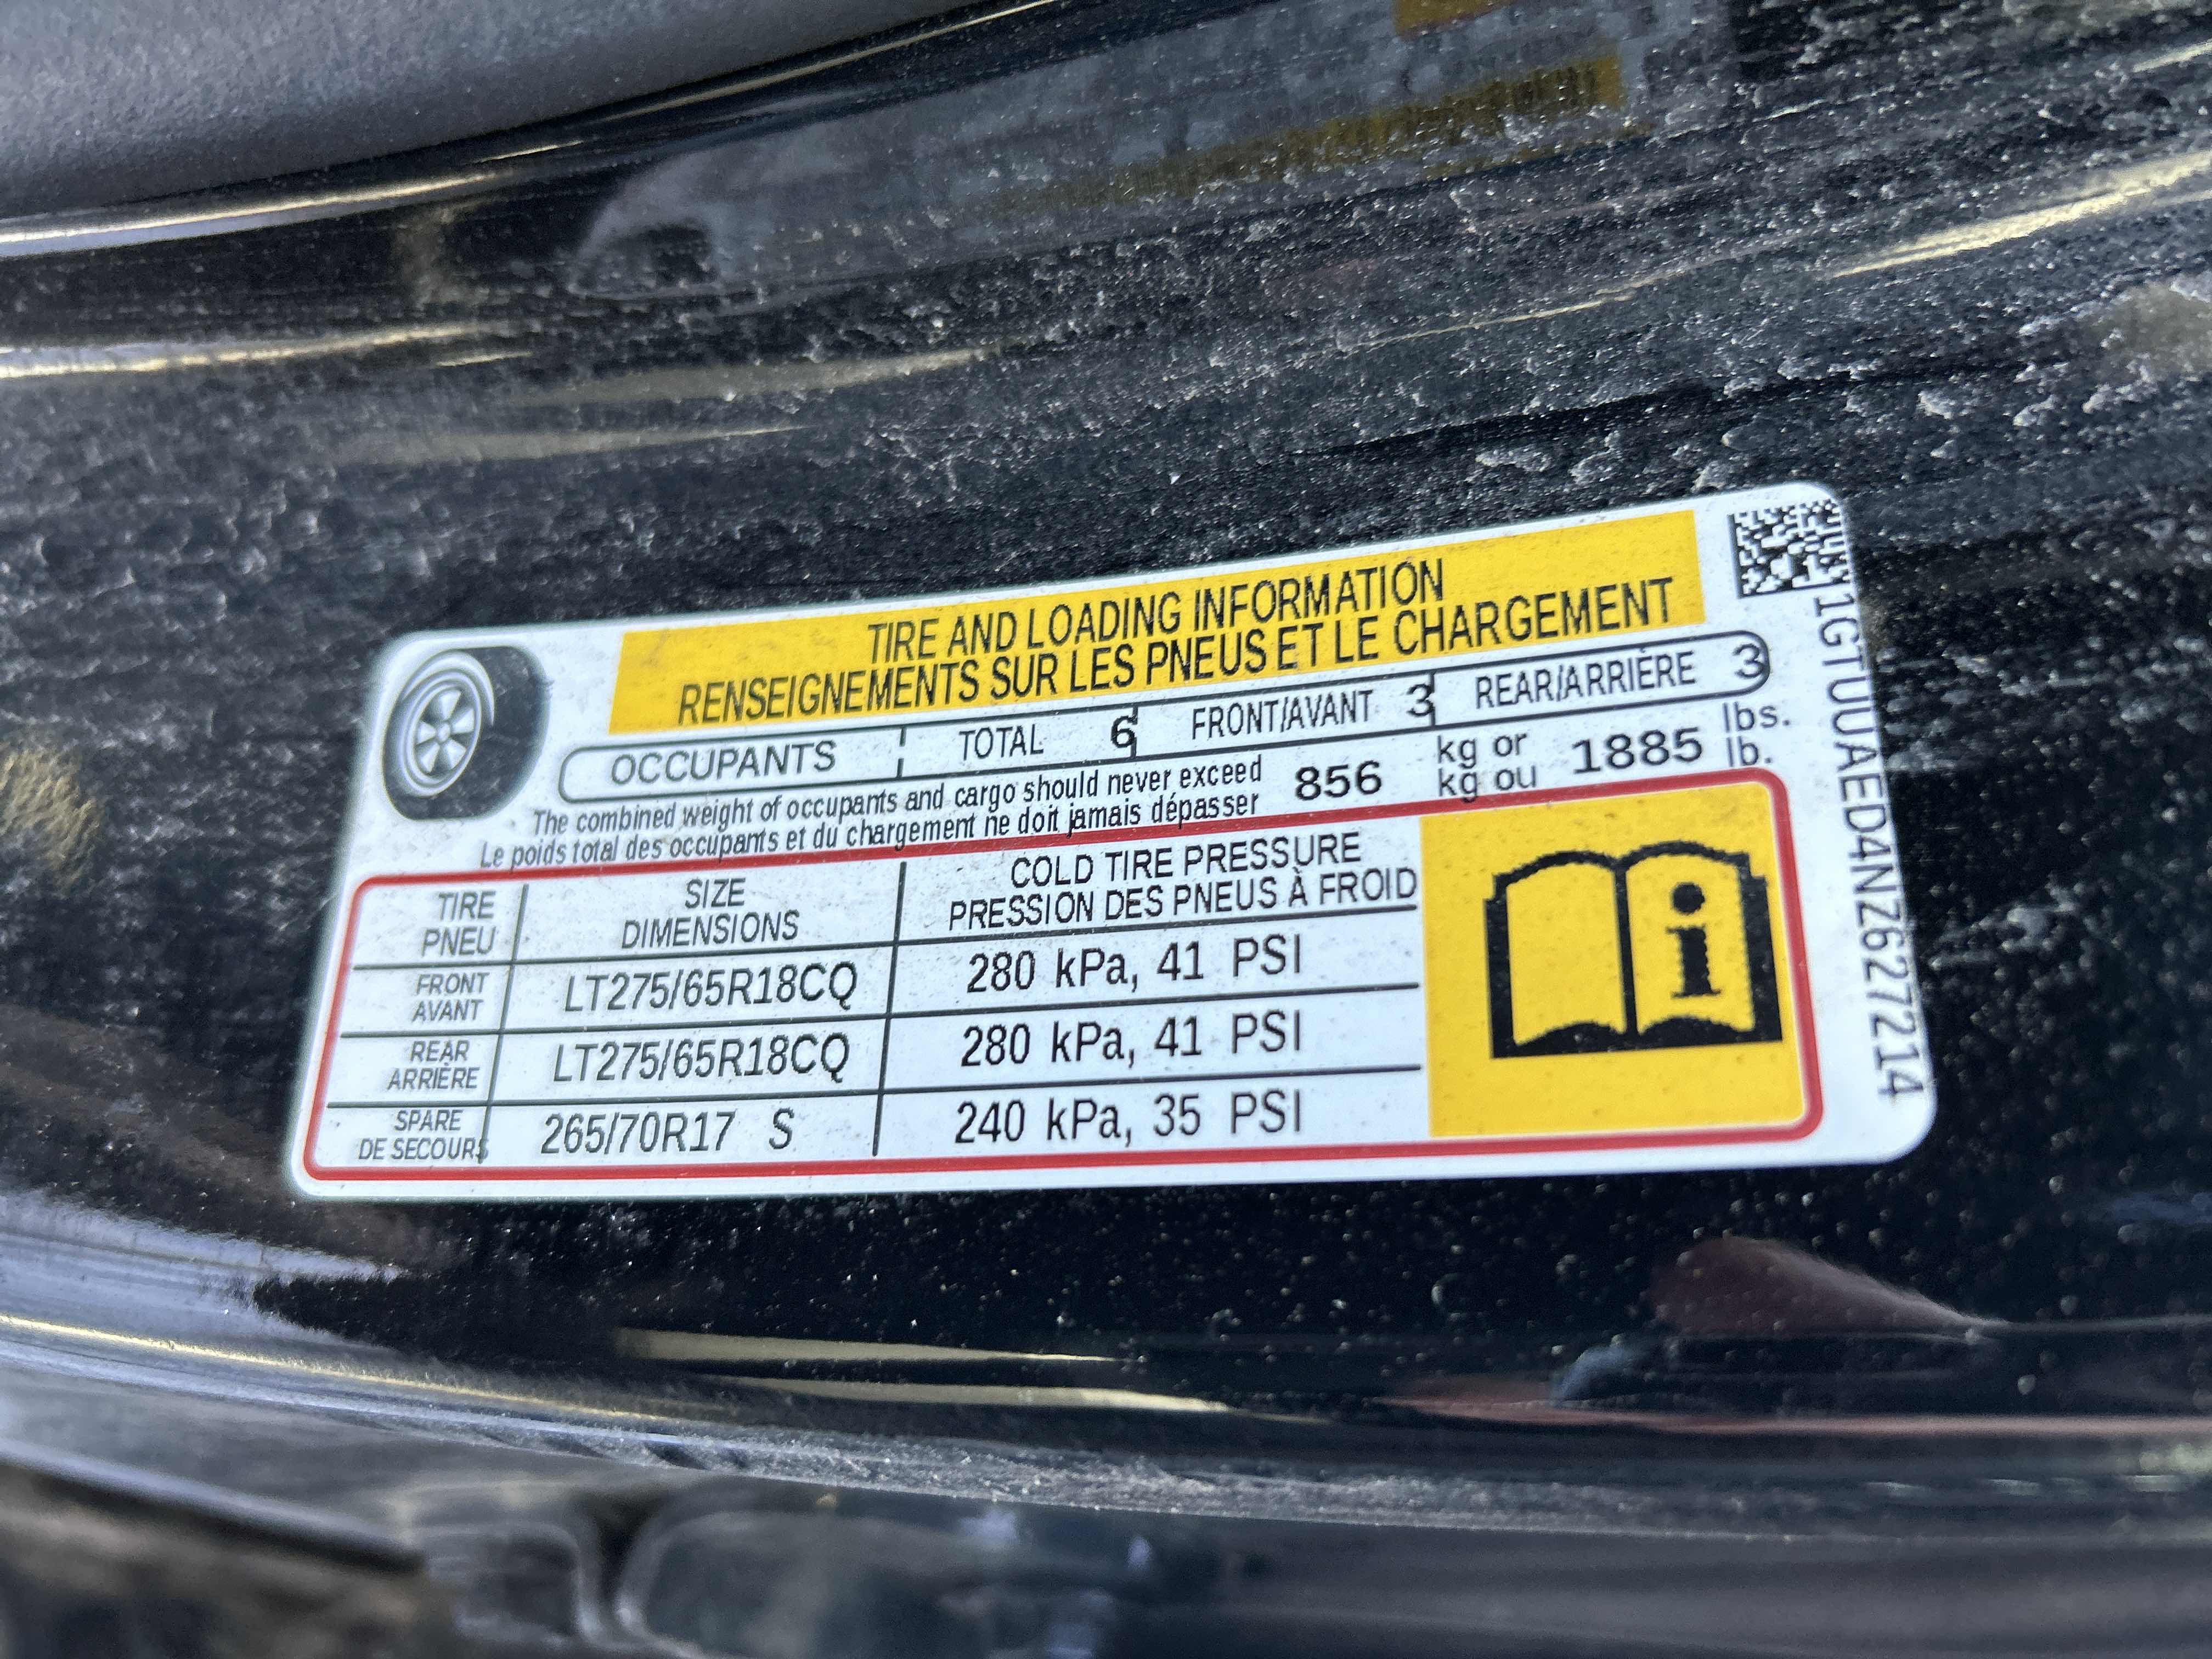 TIRE AND LOADING INFORMATION
RENSEIGNEMENTS SUR LES PNEUS ET LE CHARGEMENT
OCCUPANTS TOTAL 6 FRONT/AVANT 3 REAR/ARRIÈRE 3
The combined weight of occupants and cargo should never exceed 856 kg or 1885 lbs.
Le poids total des occupants et du chargement ne doit jamais dépasser kg ou lb.
TIRE SIZE COLD TIRE PRESSURE
PNEU DIMENSIONS PRESSION DES PNEUS À FROID
FRONT
AVANT LT275/65R18CQ 280 kPa, 41 PSI
REAR
ARRIÈRE LT275/65R18CQ 280 kPa, 41 PSI
SPARE
DE SECOURS 265/70R17 S 240 kPa, 35 PSI
i
1GTUUAED4NZ627214